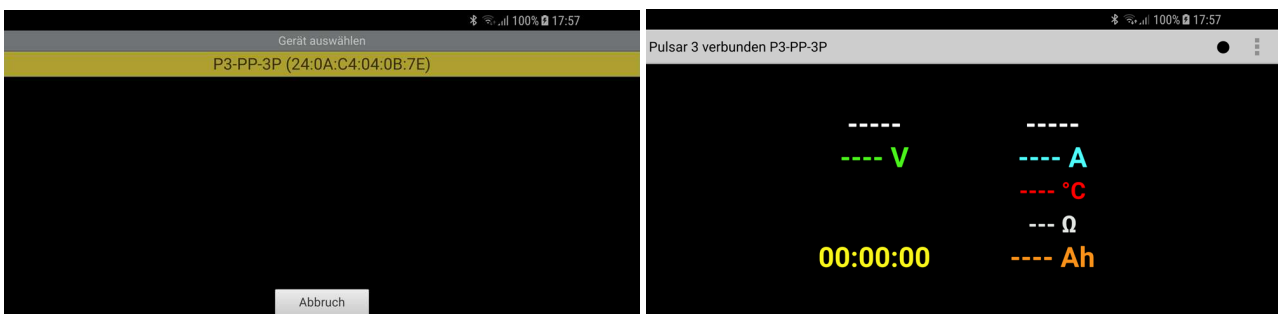 100% 17:57
Gerät auswählen
P3-PP-3P (24:0A:C4:04:0B:7E)
Abbruch
100% 17:57
Pulsar 3 verbunden P3-PP-3P
----- -----
---- V ---- A
---- °C
--- Ω
00:00:00 ---- Ah